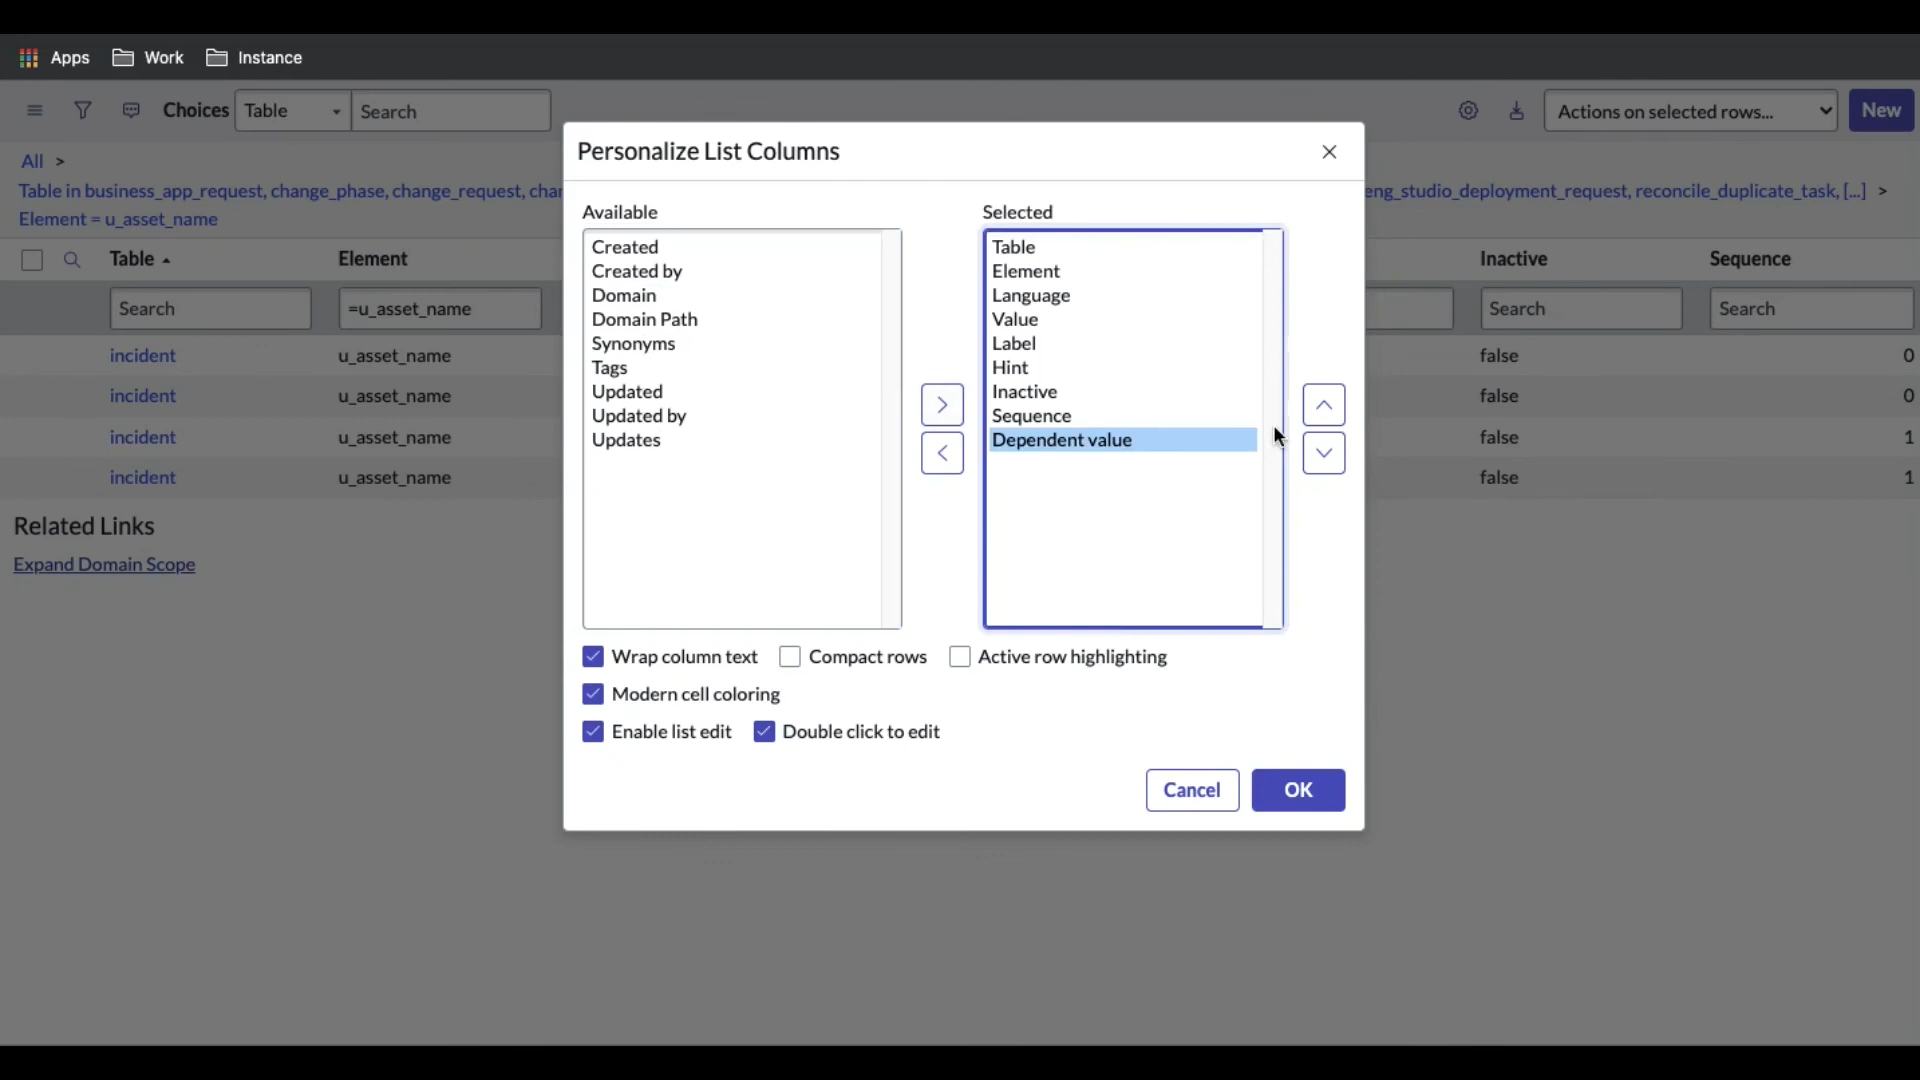 Apps Work Instance
Choices Table Search Actions on selected rows... New
All >
Table in business_app_request, change_phase, change_request, eng_studio_deployment_request, reconcile_duplicate_task, [...] >
Element = u_asset_name
Table Element Inactive Sequence
Search =u_asset_name Search Search
incident u_asset_name false 0
incident u_asset_name false 0
incident u_asset_name false 1
incident u_asset_name false 1
Related Links
Expand Domain Scope
Personalize List Columns
Available
Created
Created by
Domain
Domain Path
Synonyms
Tags
Updated
Updated by
Updates
Selected
Table
Element
Language
Value
Label
Hint
Inactive
Sequence
Dependent value
Wrap column text Compact rows Active row highlighting
Modern cell coloring
Enable list edit Double click to edit
Cancel OK